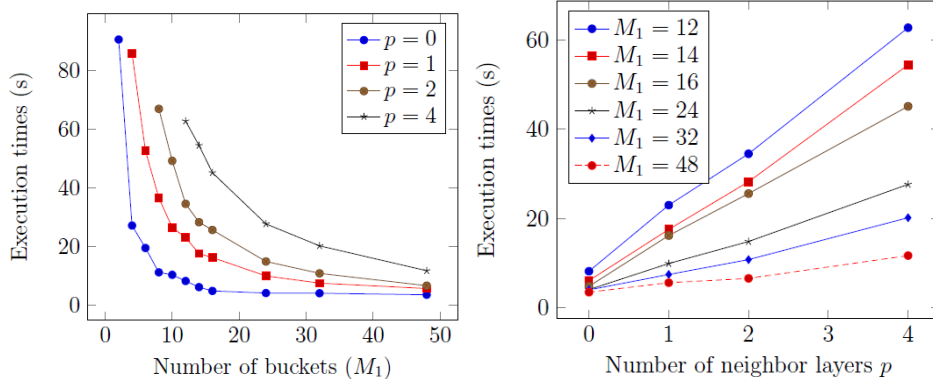 Execution times (s)
80
60
40
20
0
0
10
20
30
40
50
Number of buckets (M₁)
p = 0
p = 1
p = 2
p = 4
Execution times (s)
60
40
20
0
0
1
2
3
4
Number of neighbor layers p
M₁ = 12
M₁ = 14
M₁ = 16
M₁ = 24
M₁ = 32
M₁ = 48